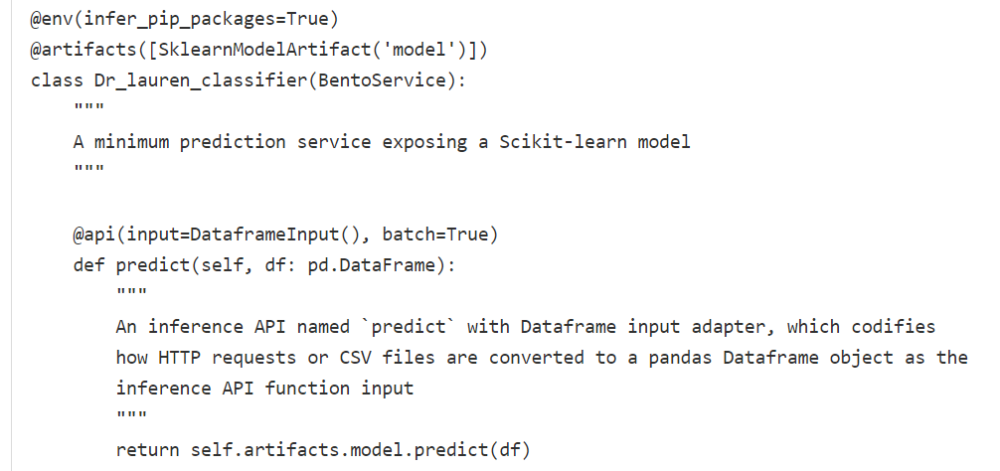 @env(infer_pip_packages=True)
@artifacts([SklearnModelArtifact('model')])
class Dr_lauren_classifier(BentoService):
    """
    A minimum prediction service exposing a Scikit-learn model
    """

    @api(input=DataframeInput(), batch=True)
    def predict(self, df: pd.DataFrame):
        """
        An inference API named `predict` with Dataframe input adapter, which codifies
        how HTTP requests or CSV files are converted to a pandas Dataframe object as the
        inference API function input
        """
        return self.artifacts.model.predict(df)